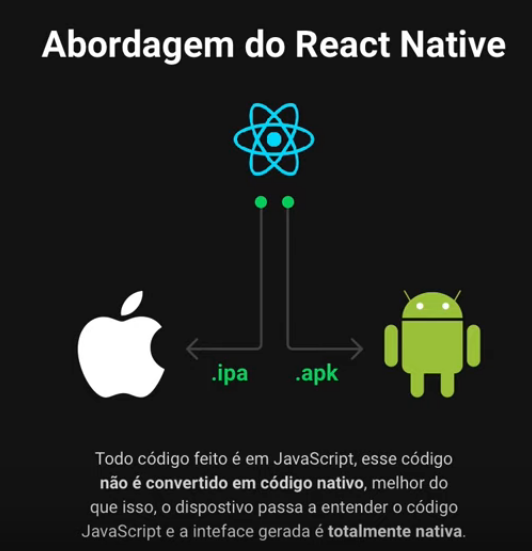 Abordagem do React Native
.ipa
.apk
Todo código feito é em JavaScript, esse código
não é convertido em código nativo, melhor do
que isso, o dispostivo passa a entender o código
JavaScript e a inteface gerada é totalmente nativa.